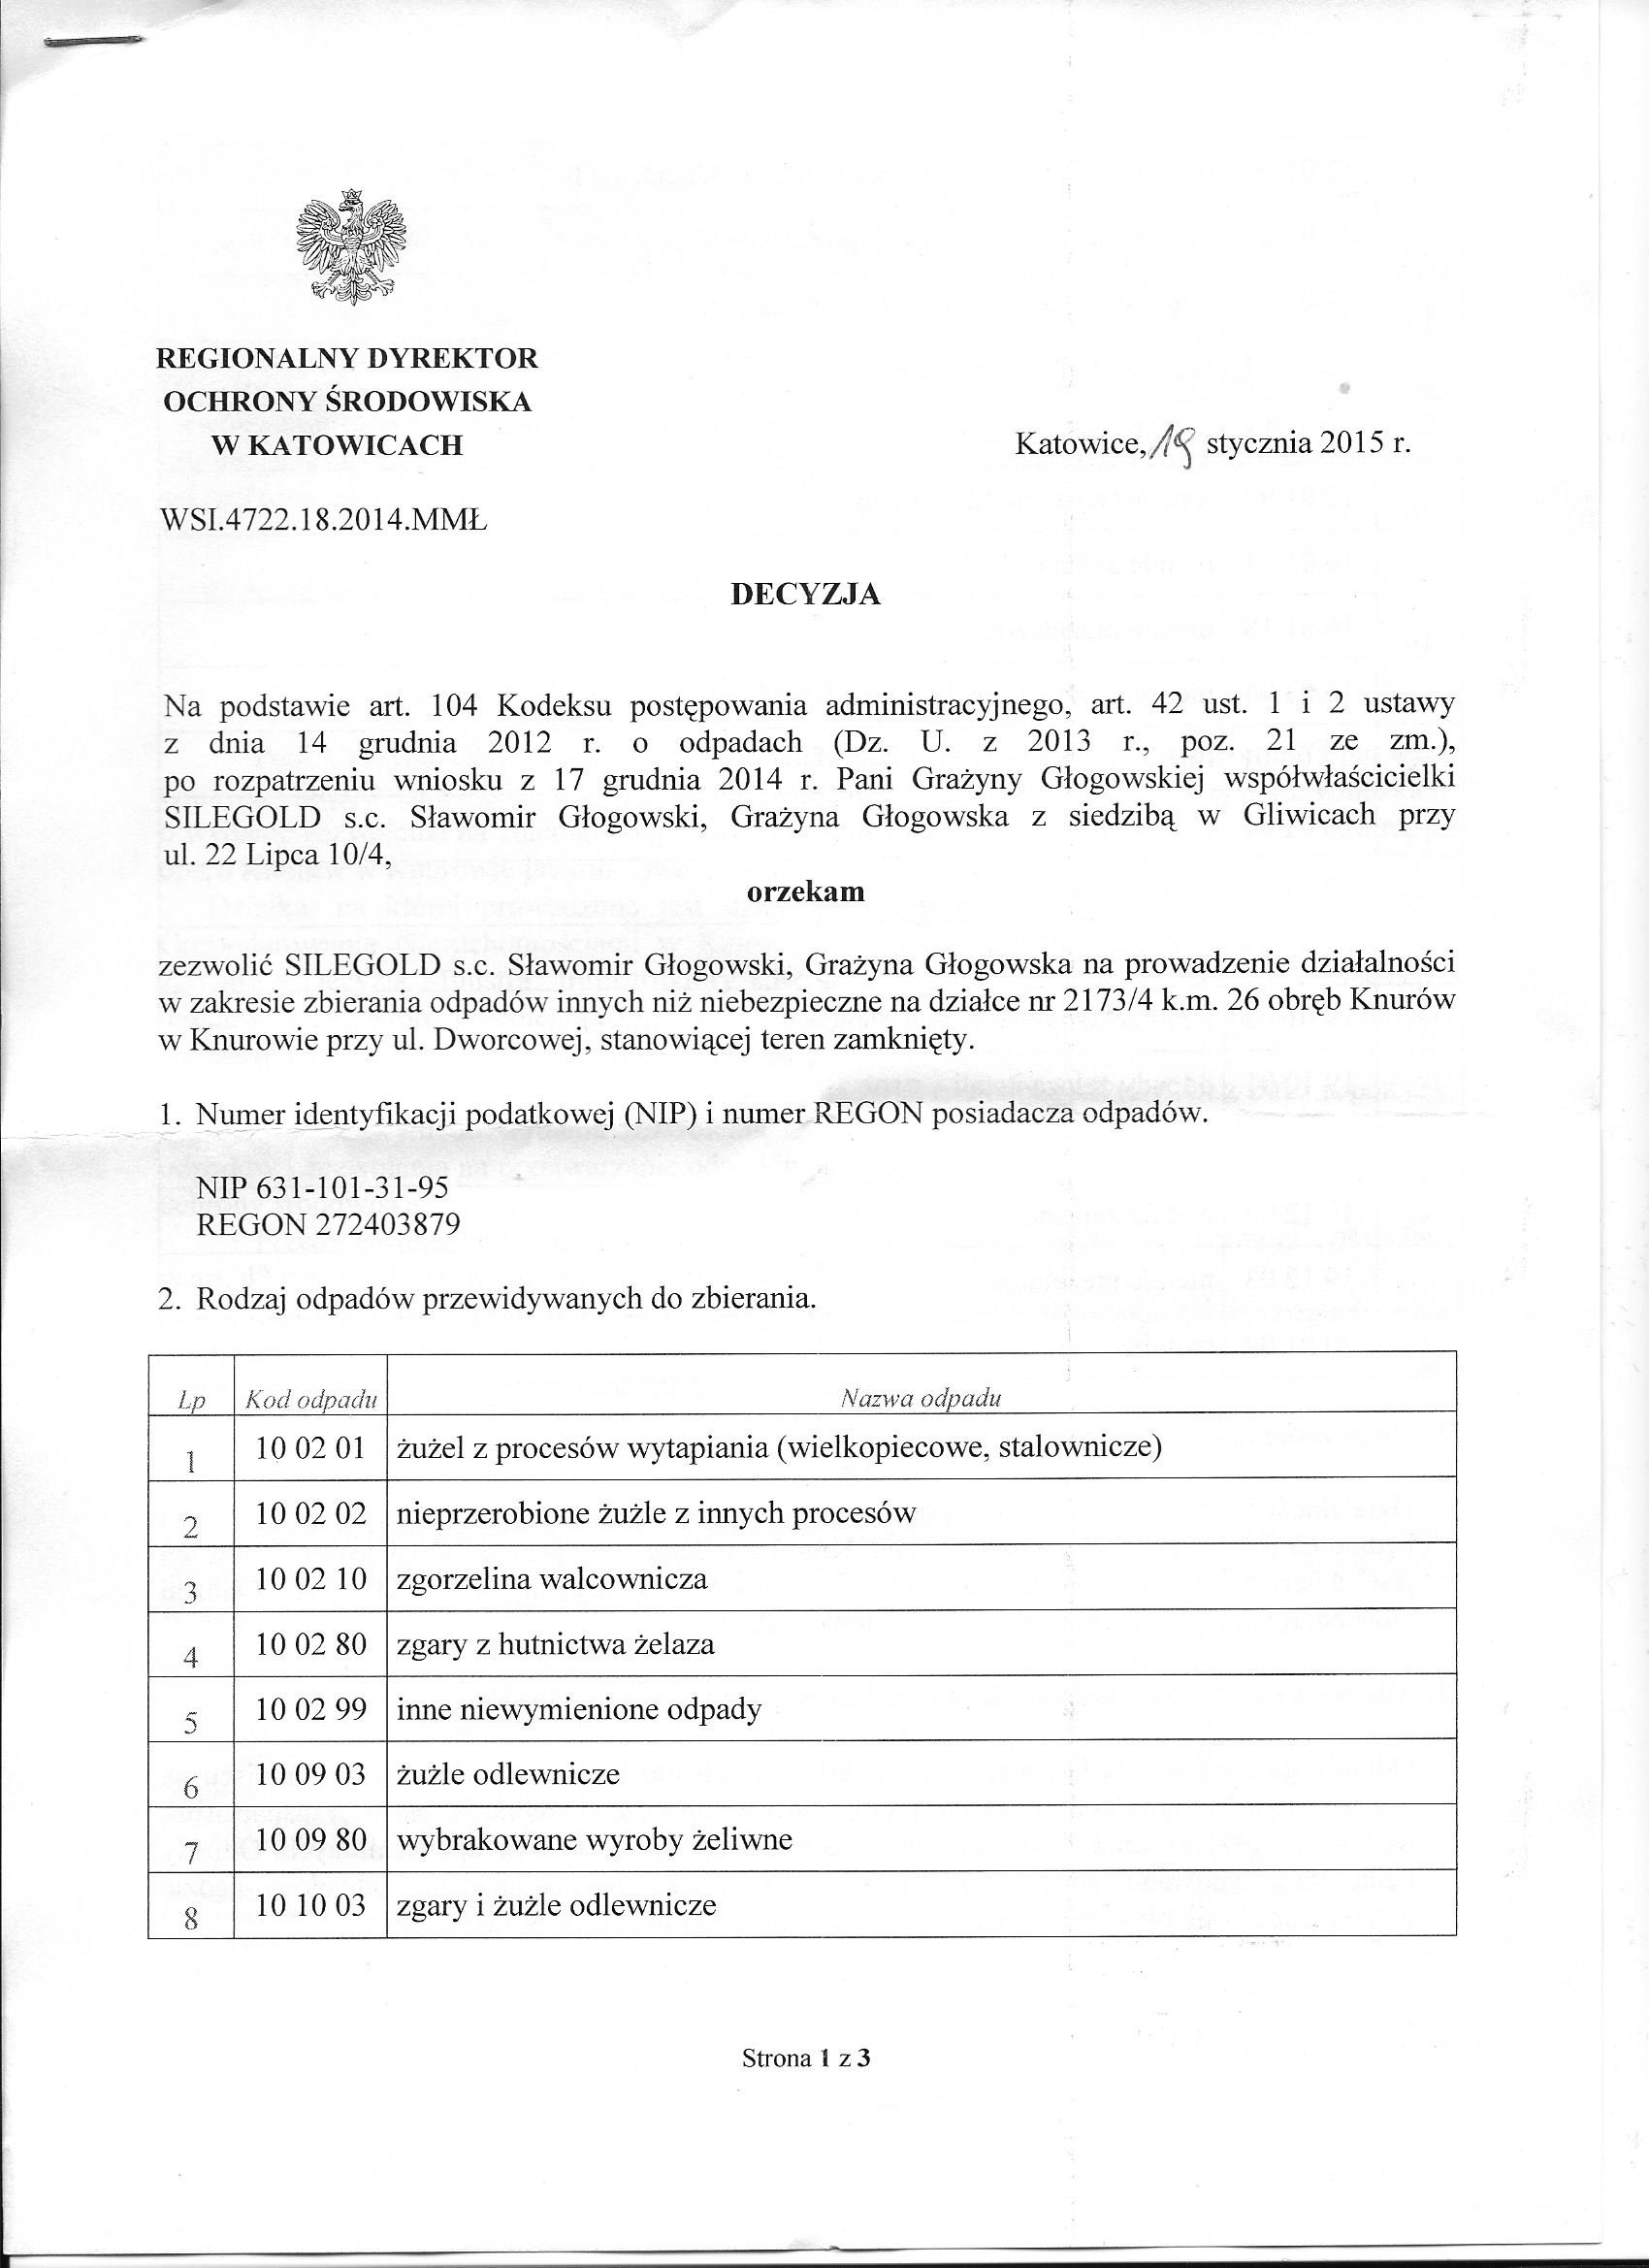 REGIONALNY DYREKTOR
OCHRONY ŚRODOWISKA
W KATOWICACH
Katowice, 19 stycznia 2015 r.
WSI.4722.18.2014.MMŁ
DECYZJA
Na podstawie art. 104 Kodeksu postępowania administracyjnego, art. 42 ust. 1 i 2 ustawy
z dnia 14 grudnia 2012 r. o odpadach (Dz. U. z 2013 r., poz. 21 ze zm.),
po rozpatrzeniu wniosku z 17 grudnia 2014 r. Pani Grażyny Głogowskiej współwłaścicielki
SILEGOLD s.c. Sławomir Głogowski, Grażyna Głogowska z siedzibą w Gliwicach przy
ul. 22 Lipca 10/4,
orzekam
zezwolić SILEGOLD s.c. Sławomir Głogowski, Grażyna Głogowska na prowadzenie działalności
w zakresie zbierania odpadów innych niż niebezpieczne na działce nr 2173/4 k.m. 26 obręb Knurów
w Knurowie przy ul. Dworcowej, stanowiącej teren zamknięty.
1. Numer identyfikacji podatkowej (NIP) i numer REGON posiadacza odpadów.
NIP 631-101-31-95
REGON 272403879
2. Rodzaj odpadów przewidywanych do zbierania.
Lp Kod odpadu Nazwa odpadu
1 10 02 01 żużel z procesów wytapiania (wielkopiecowe, stalownicze)
2 10 02 02 nieprzerobione żużle z innych procesów
3 10 02 10 zgorzelina walcownicza
4 10 02 80 zgary z hutnictwa żelaza
5 10 02 99 inne niewymienione odpady
6 10 09 03 żużle odlewnicze
7 10 09 80 wybrakowane wyroby żeliwne
8 10 10 03 zgary i żużle odlewnicze
Strona 1 z 3